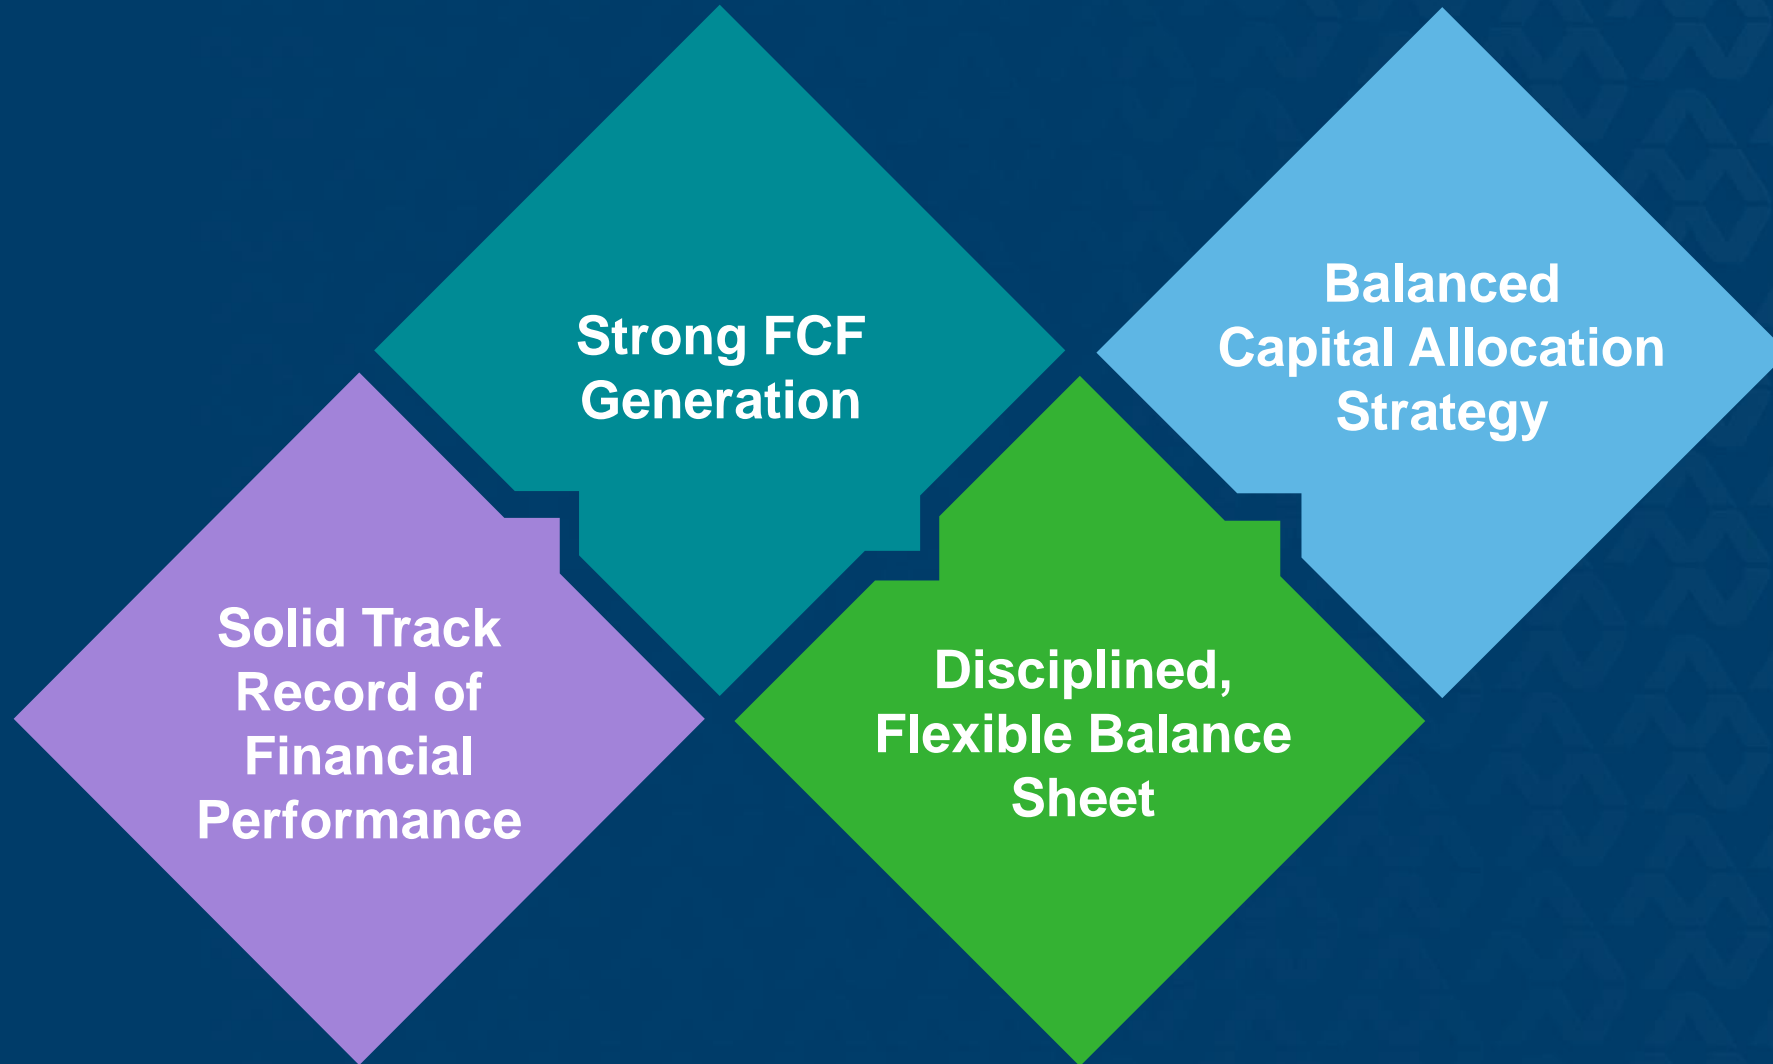 Solid Track
Record of
Financial
Performance
Strong FCF
Generation
Disciplined,
Flexible Balance
Sheet
Balanced
Capital Allocation
Strategy